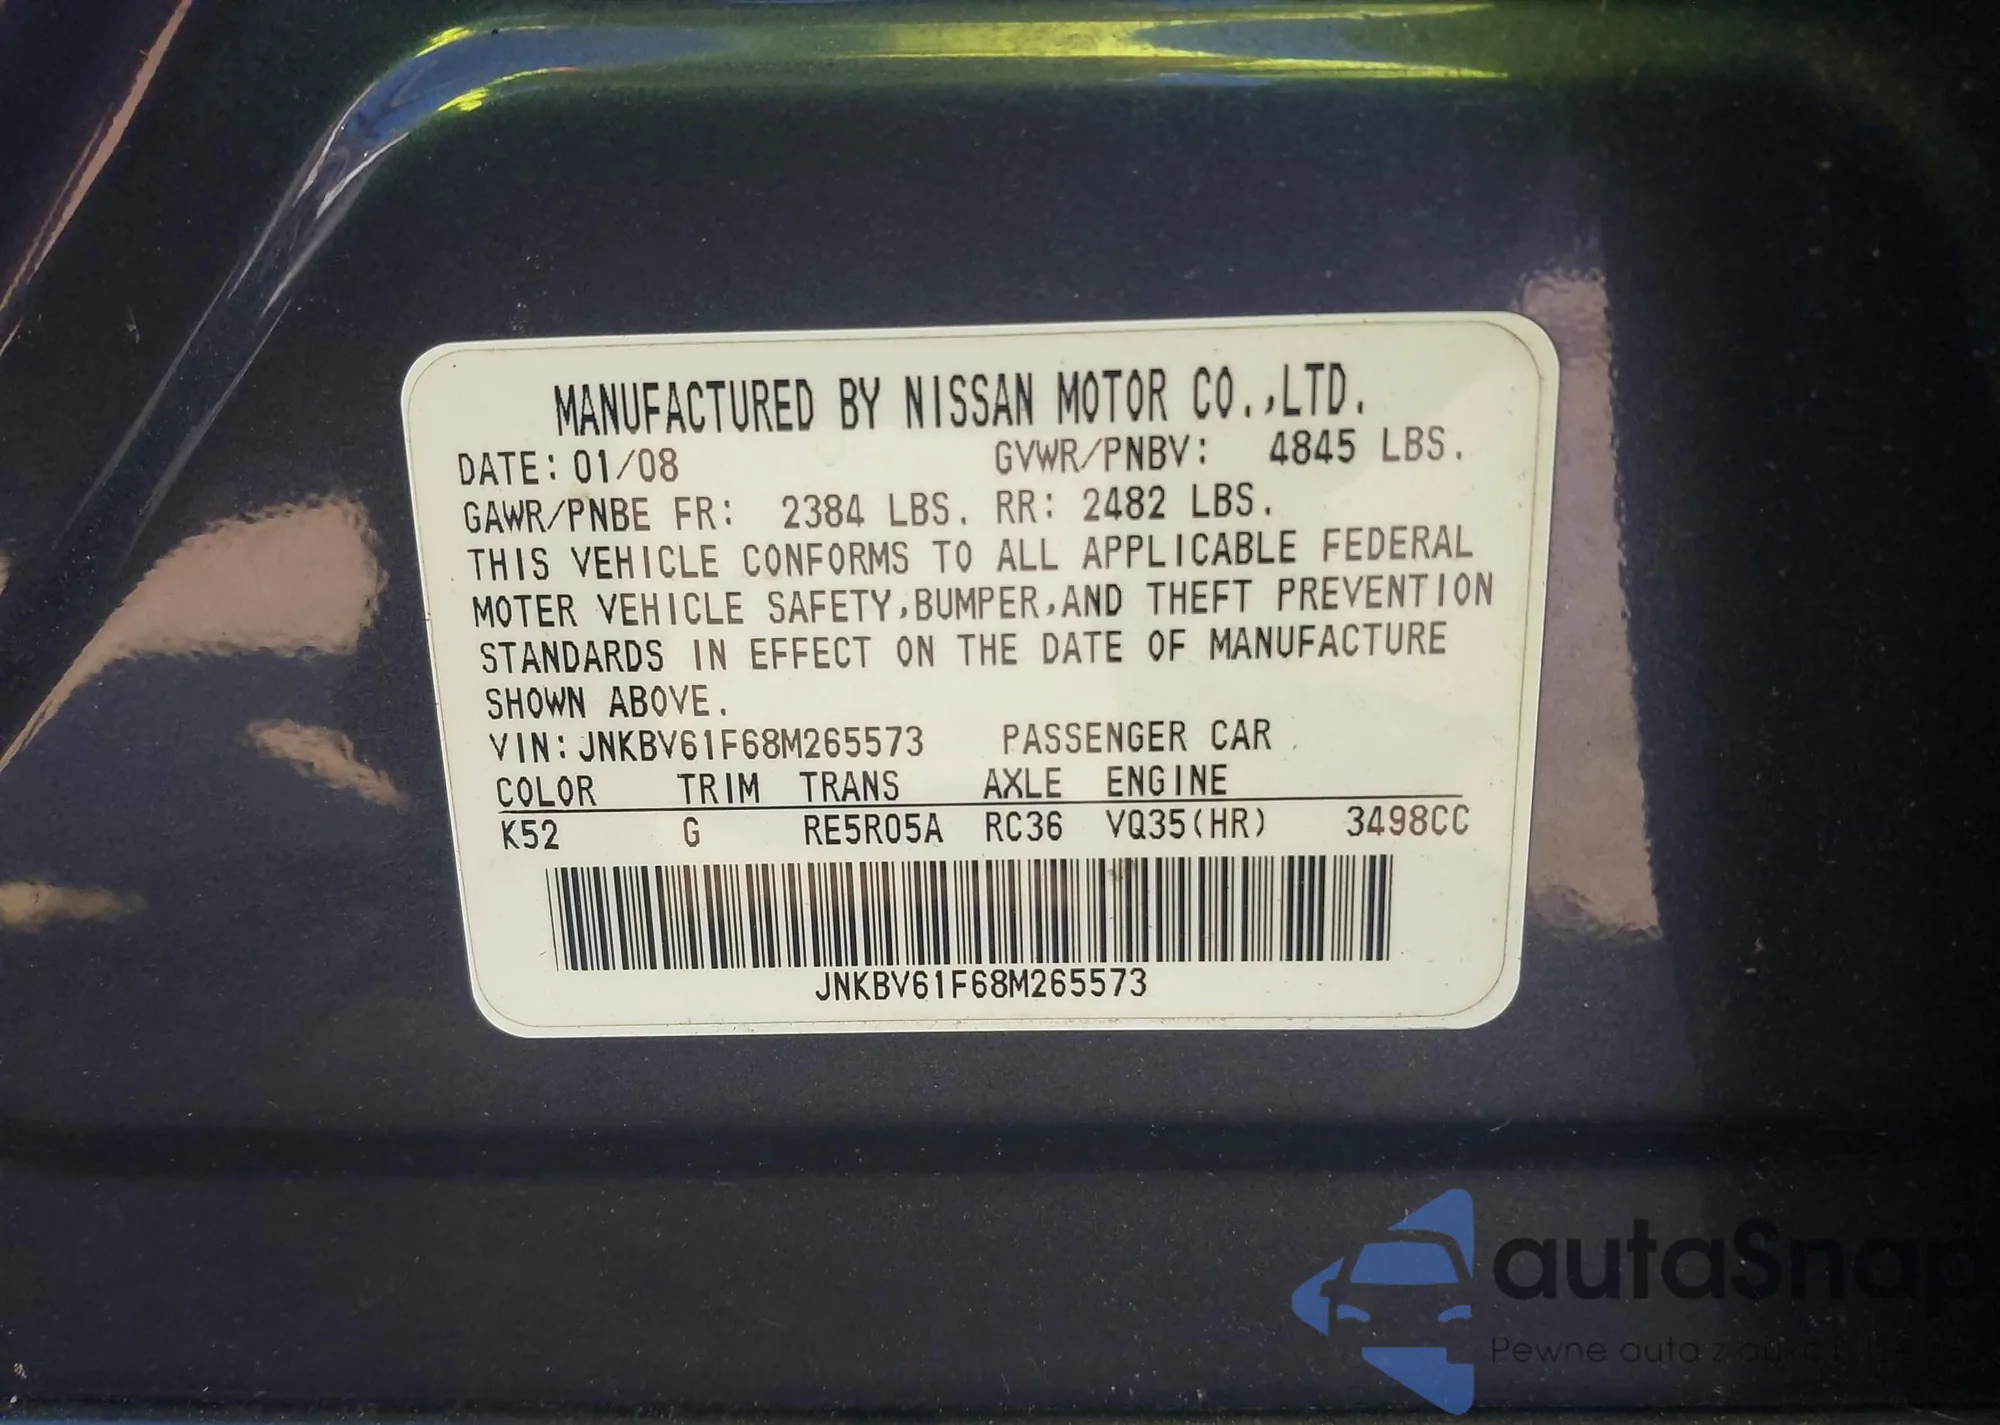 MANUFACTURED BY NISSAN MOTOR CO.,LTD.
DATE: 01/08 GVWR/PNBV: 4845 LBS.
GAWR/PNBE FR: 2384 LBS. RR: 2482 LBS.
THIS VEHICLE CONFORMS TO ALL APPLICABLE FEDERAL
MOTER VEHICLE SAFETY,BUMPER,AND THEFT PREVENTION
STANDARDS IN EFFECT ON THE DATE OF MANUFACTURE
SHOWN ABOVE.
VIN: JNKBV61F68M265573 PASSENGER CAR
COLOR TRIM TRANS AXLE ENGINE
K52 G RE5R05A RC36 VQ35(HR) 3498CC
JNKBV61F68M265573
autaSnap
Pewne auta z